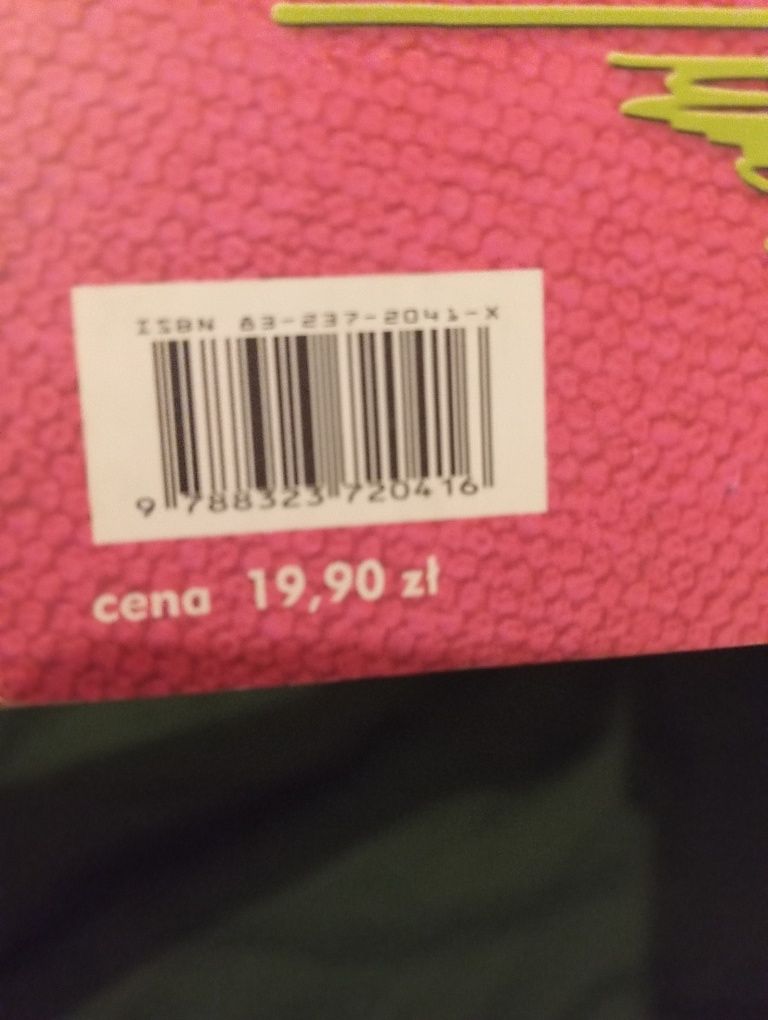 ISBN 83-237-2041-X
9 788323 720416
cena 19,90 zł